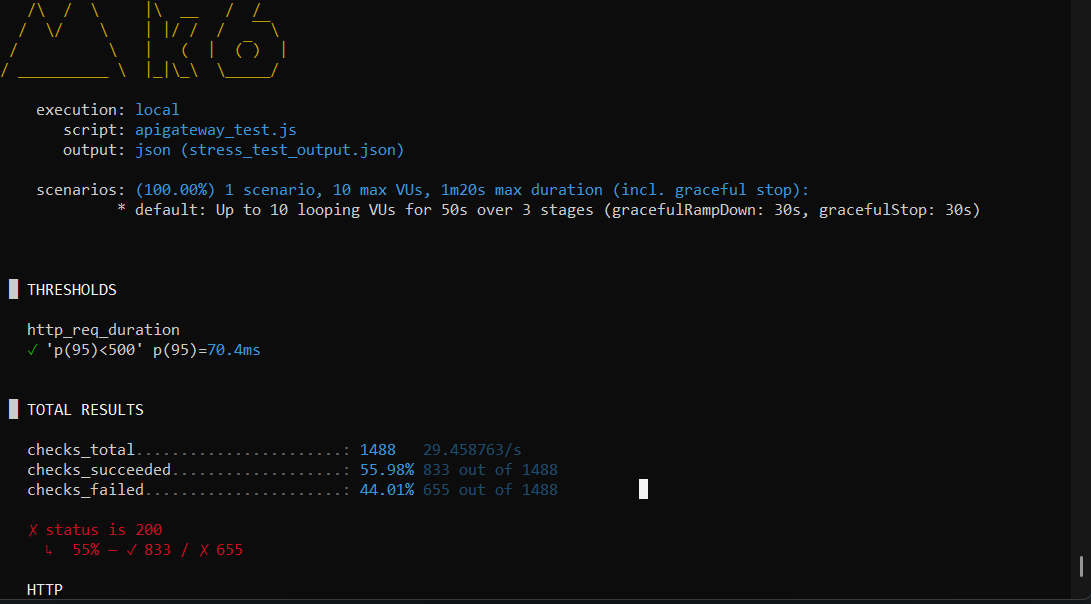 execution: local
script: apigateway_test.js
output: json (stress_test_output.json)
scenarios: (100.00%) 1 scenario, 10 max VUs, 1m20s max duration (incl. graceful stop):
* default: Up to 10 looping VUs for 50s over 3 stages (gracefulRampDown: 30s, gracefulStop: 30s)
█ THRESHOLDS
http_req_duration
✓ 'p(95)<500' p(95)=70.4ms
█ TOTAL RESULTS
checks_total.......................: 1488 29.458763/s
checks_succeeded...................: 55.98% 833 out of 1488
checks_failed......................: 44.01% 655 out of 1488
✗ status is 200
↳ 55% — ✓ 833 / ✗ 655
HTTP